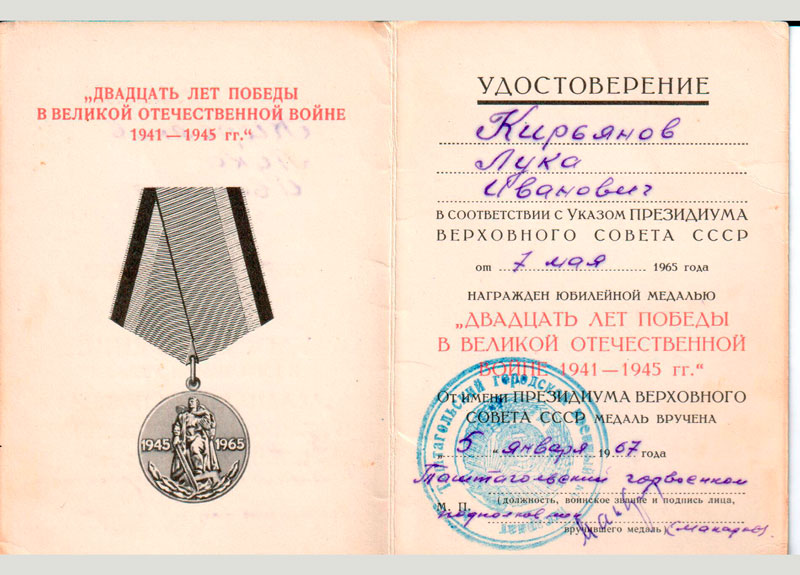 „ДВАДЦАТЬ ЛЕТ ПОБЕДЫ
В ВЕЛИКОЙ ОТЕЧЕСТВЕННОЙ ВОЙНЕ
1941—1945 гг.“
1945 1965
УДОСТОВЕРЕНИЕ
Кирьянов
Лука
Иванович
В СООТВЕТСТВИИ С УКАЗОМ ПРЕЗИДИУМА
ВЕРХОВНОГО СОВЕТА СССР
от 7 мая 1965 года
НАГРАЖДЕН ЮБИЛЕЙНОЙ МЕДАЛЬЮ
„ДВАДЦАТЬ ЛЕТ ПОБЕДЫ
В ВЕЛИКОЙ ОТЕЧЕСТВЕННОЙ
ВОЙНЕ 1941—1945 гг.“
ОТ ИМЕНИ ПРЕЗИДИУМА ВЕРХОВНОГО
СОВЕТА СССР МЕДАЛЬ ВРУЧЕНА
„5“ января 1967 года
Таштагольский горвоенком
М. П. (должность, воинское звание и подпись лица,
подполковник
вручившего медаль)